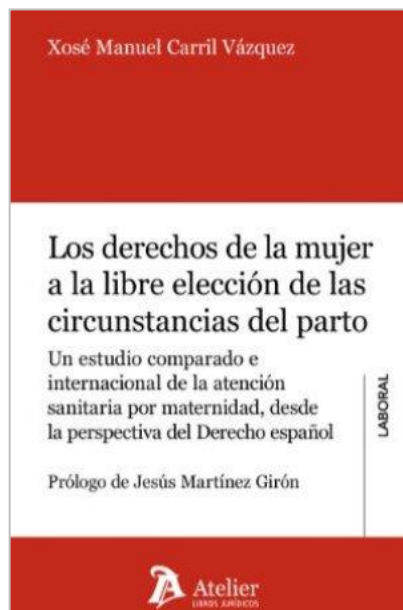 Xosé Manuel Carril Vázquez
Los derechos de la mujer
a la libre elección de las
circunstancias del parto
Un estudio comparado e
internacional de la atención
sanitaria por maternidad, desde
la perspectiva del Derecho español
LABORAL
Prólogo de Jesús Martínez Girón
Atelier
LIBROS JURÍDICOS